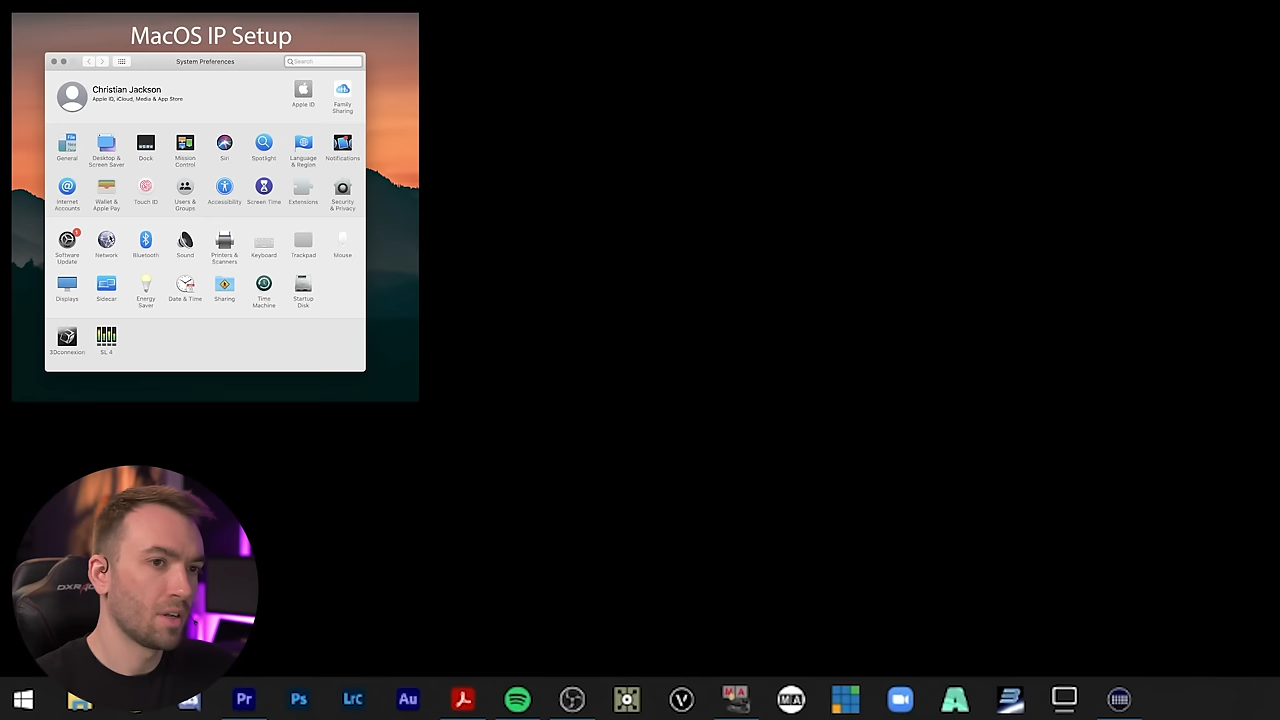 MacOS IP Setup
System Preferences
Search
Christian Jackson
Apple ID, iCloud, Media & App Store
Apple ID
Family
Sharing
General
Desktop &
Screen Saver
Dock
Mission
Control
Siri
Spotlight
Language
& Region
Notifications
Internet
Accounts
Wallet &
Apple Pay
Touch ID
Users &
Groups
Accessibility
Screen Time
Extensions
Security
& Privacy
1
Software
Update
Network
Bluetooth
Sound
Printers &
Scanners
Keyboard
Trackpad
Mouse
Displays
Sidecar
Energy
Saver
Date & Time
Sharing
Time
Machine
Startup
Disk
3Dconnexion
SL 4
Pr
Ps
Lrc
Au
MA
MA